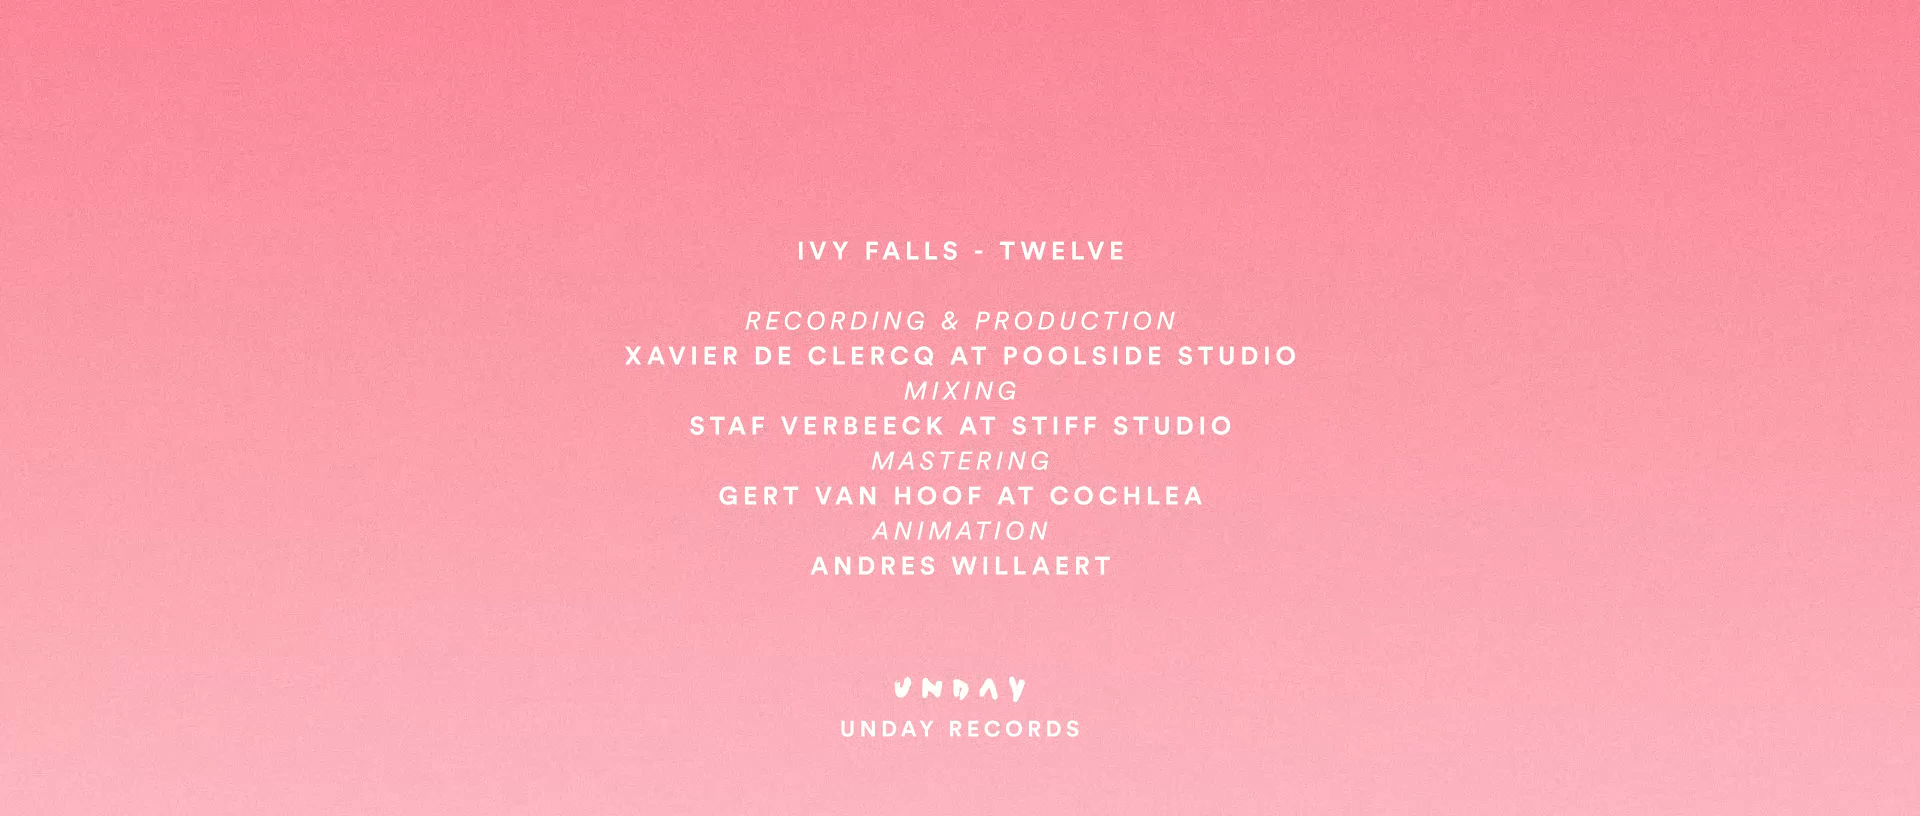 IVY FALLS - TWELVE
RECORDING & PRODUCTION
XAVIER DE CLERCQ AT POOLSIDE STUDIO
MIXING
STAF VERBEECK AT STIFF STUDIO
MASTERING
GERT VAN HOOF AT COCHLEA
ANIMATION
ANDRES WILLAERT
UNDAY
UNDAY RECORDS